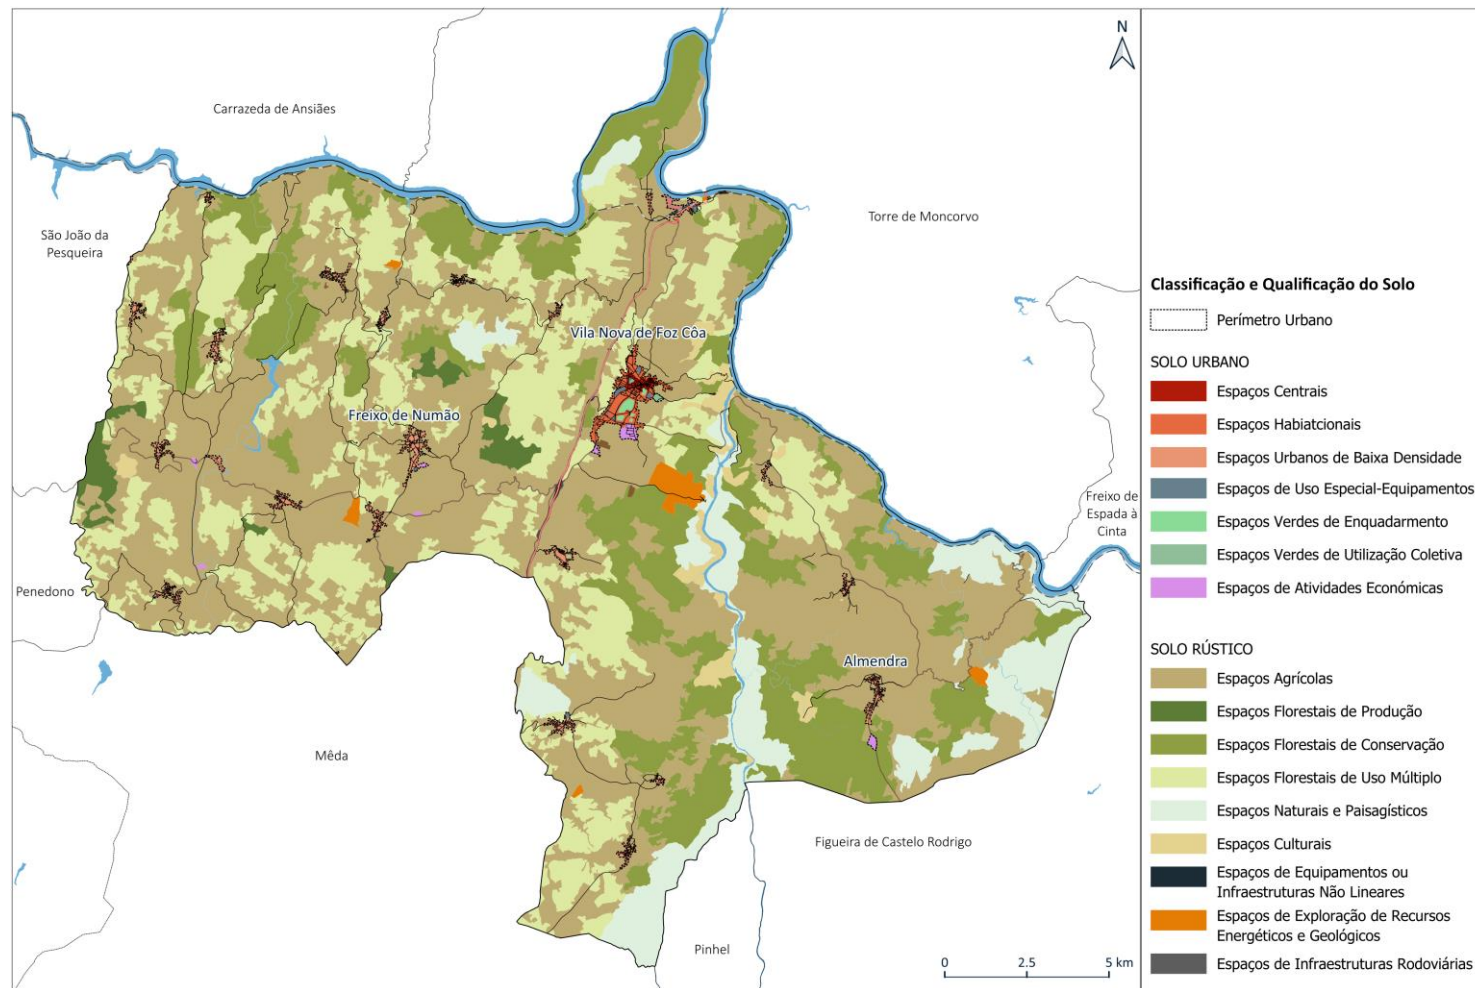 N
Carrazeda de Ansiães
São João da
Pesqueira
Torre de Moncorvo
Vila Nova de Foz Côa
Freixo de Numão
Freixo de
Espada à
Cinta
Penedono
Almendra
Mêda
Figueira de Castelo Rodrigo
Pinhel
0 2.5 5 km
Classificação e Qualificação do Solo
Perímetro Urbano
SOLO URBANO
Espaços Centrais
Espaços Habiatcionais
Espaços Urbanos de Baixa Densidade
Espaços de Uso Especial-Equipamentos
Espaços Verdes de Enquadarmento
Espaços Verdes de Utilização Coletiva
Espaços de Atividades Económicas
SOLO RÚSTICO
Espaços Agrícolas
Espaços Florestais de Produção
Espaços Florestais de Conservação
Espaços Florestais de Uso Múltiplo
Espaços Naturais e Paisagísticos
Espaços Culturais
Espaços de Equipamentos ou
Infraestruturas Não Lineares
Espaços de Exploração de Recursos
Energéticos e Geológicos
Espaços de Infraestruturas Rodoviárias